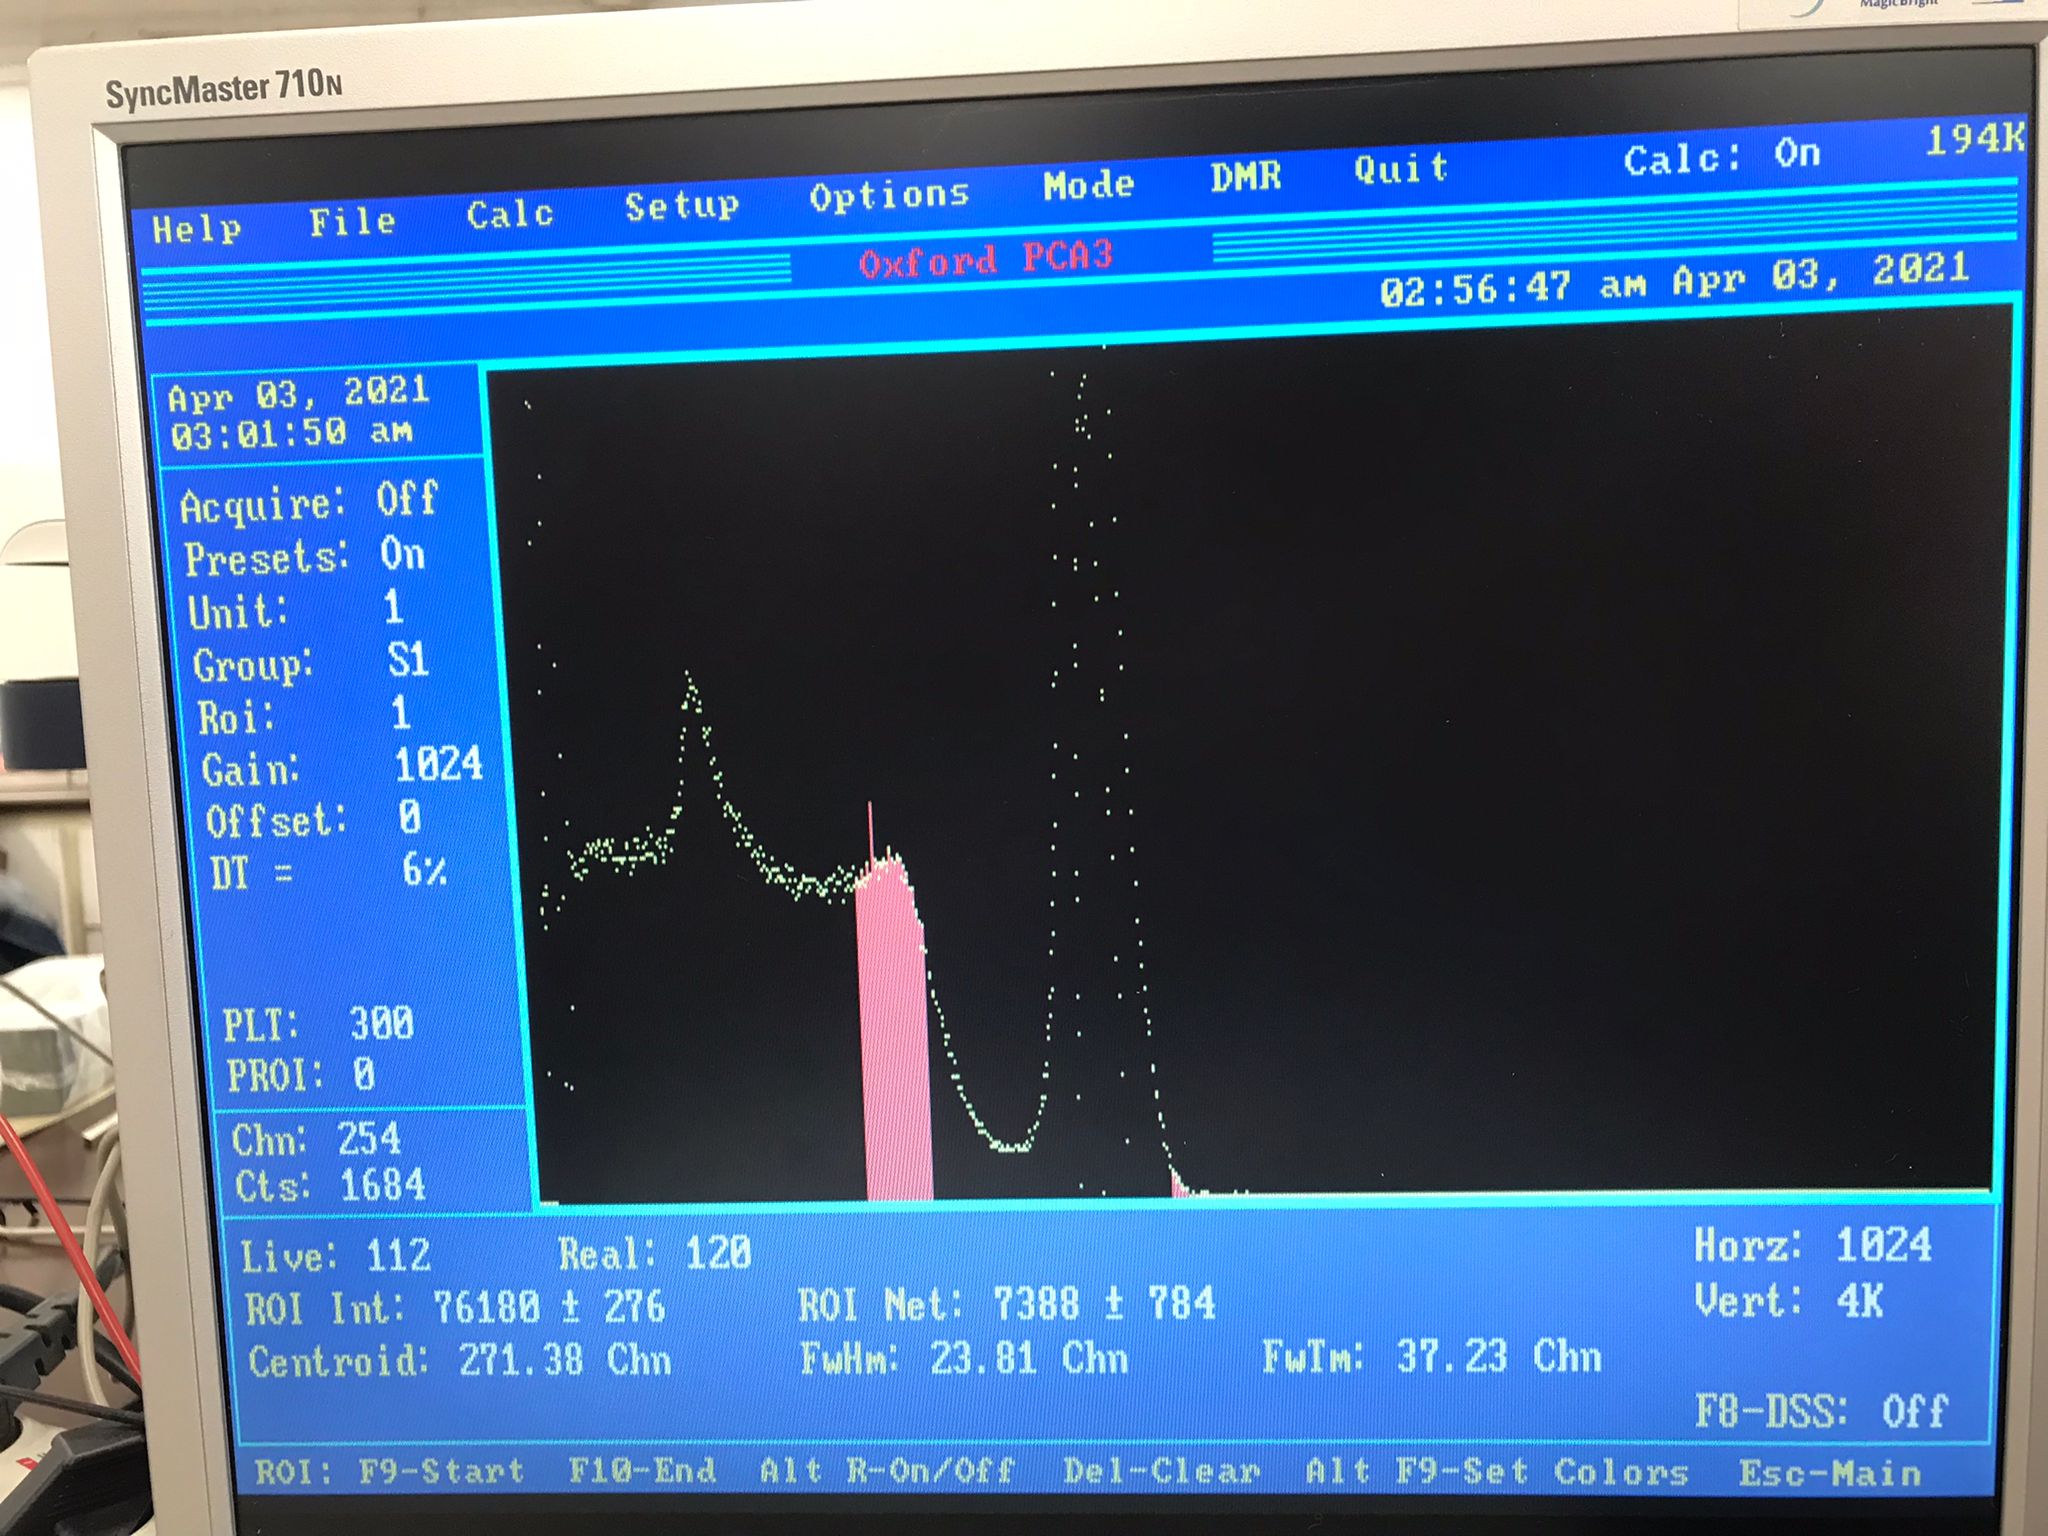 MagicBright
SyncMaster 710N
Help File Calc Setup Options Mode DMR Quit Calc: On 194K
Oxford PCA3
02:56:47 am Apr 03, 2021
Apr 03, 2021
03:01:50 am
Acquire: Off
Presets: On
Unit: 1
Group: S1
Roi: 1
Gain: 1024
Offset: 0
DT = 6%
PLT: 300
PROI: 0
Chn: 254
Cts: 1684
Live: 112 Real: 120 Horz: 1024
ROI Int: 76180 ± 276 ROI Net: 7388 ± 784 Vert: 4K
Centroid: 271.38 Chn FwHm: 23.81 Chn FwTm: 37.23 Chn
F8-DSS: Off
ROI: F9-Start F10-End Alt R-On/Off Del-Clear Alt F9-Set Colors Esc-Main